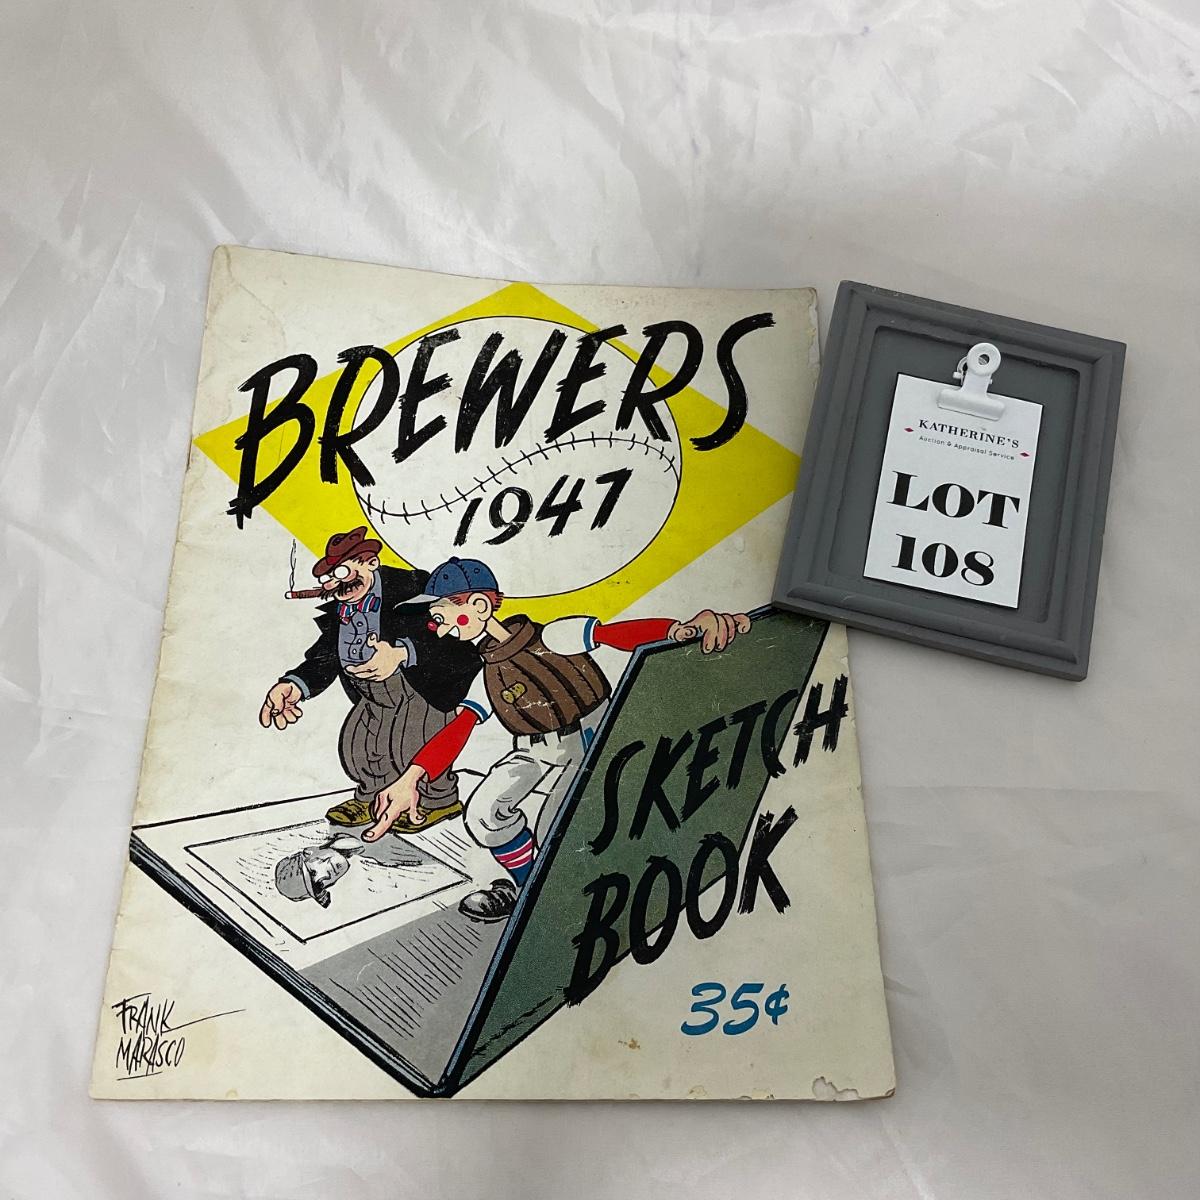 BREWERS
1947
SKETCH
BOOK
35¢
FRANK
MARASCO
KATHERINE'S
Auction & Appraisal Service
LOT
108